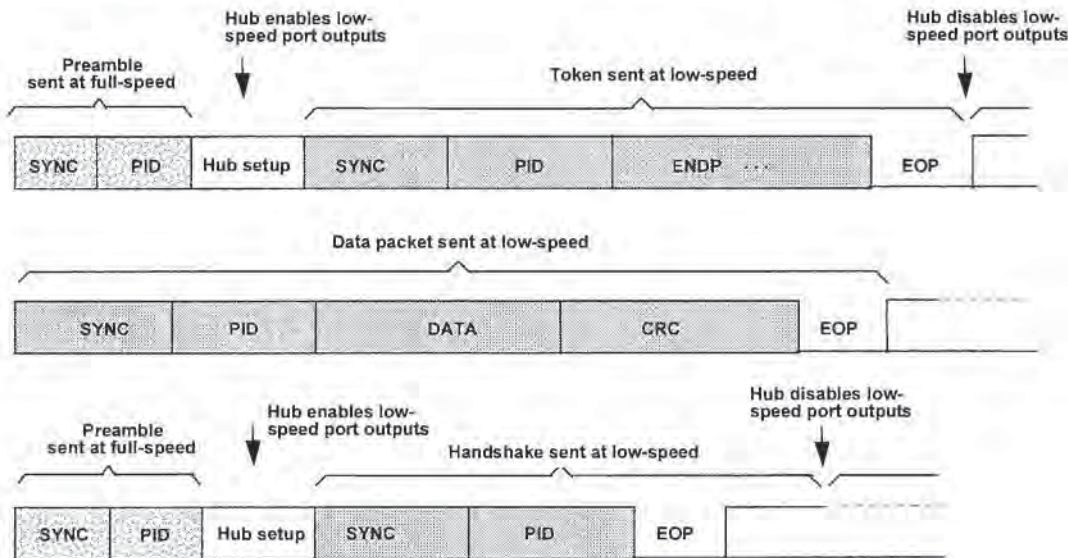 Hub enables low-
speed port outputs
Hub disables low-
speed port outputs
Preamble
sent at full-speed
Token sent at low-speed
SYNC PID Hub setup SYNC PID ENDP ... EOP
Data packet sent at low-speed
SYNC PID DATA CRC EOP
Hub enables low-
speed port outputs
Hub disables low-
speed port outputs
Preamble
sent at full-speed
Handshake sent at low-speed
SYNC PID Hub setup SYNC PID EOP